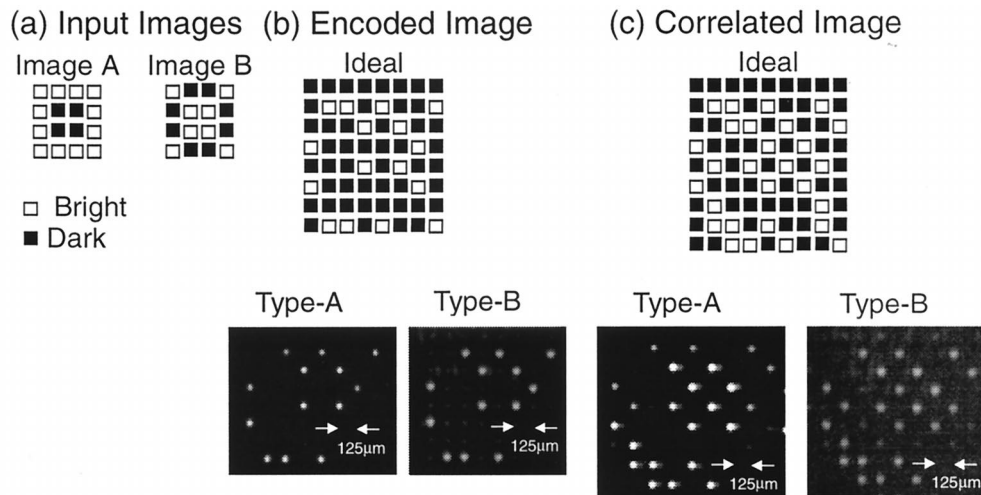 (a) Input Images
Image A Image B
□ Bright
■ Dark
(b) Encoded Image
Ideal
Type-A Type-B
125μm 125μm
(c) Correlated Image
Ideal
Type-A Type-B
125μm 125μm